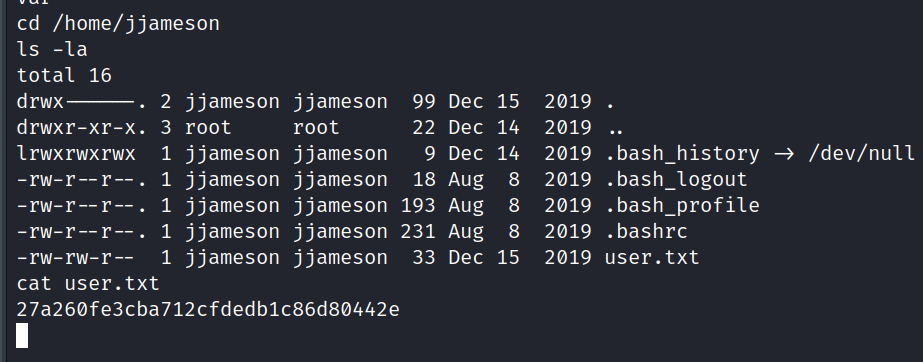 var
cd /home/jjameson
ls -la
total 16
drwx------. 2 jjameson jjameson  99 Dec 15  2019 .
drwxr-xr-x. 3 root     root      22 Dec 14  2019 ..
lrwxrwxrwx  1 jjameson jjameson   9 Dec 14  2019 .bash_history -> /dev/null
-rw-r--r--. 1 jjameson jjameson  18 Aug  8  2019 .bash_logout
-rw-r--r--. 1 jjameson jjameson 193 Aug  8  2019 .bash_profile
-rw-r--r--. 1 jjameson jjameson 231 Aug  8  2019 .bashrc
-rw-rw-r--  1 jjameson jjameson  33 Dec 15  2019 user.txt
cat user.txt
27a260fe3cba712cfdedb1c86d80442e